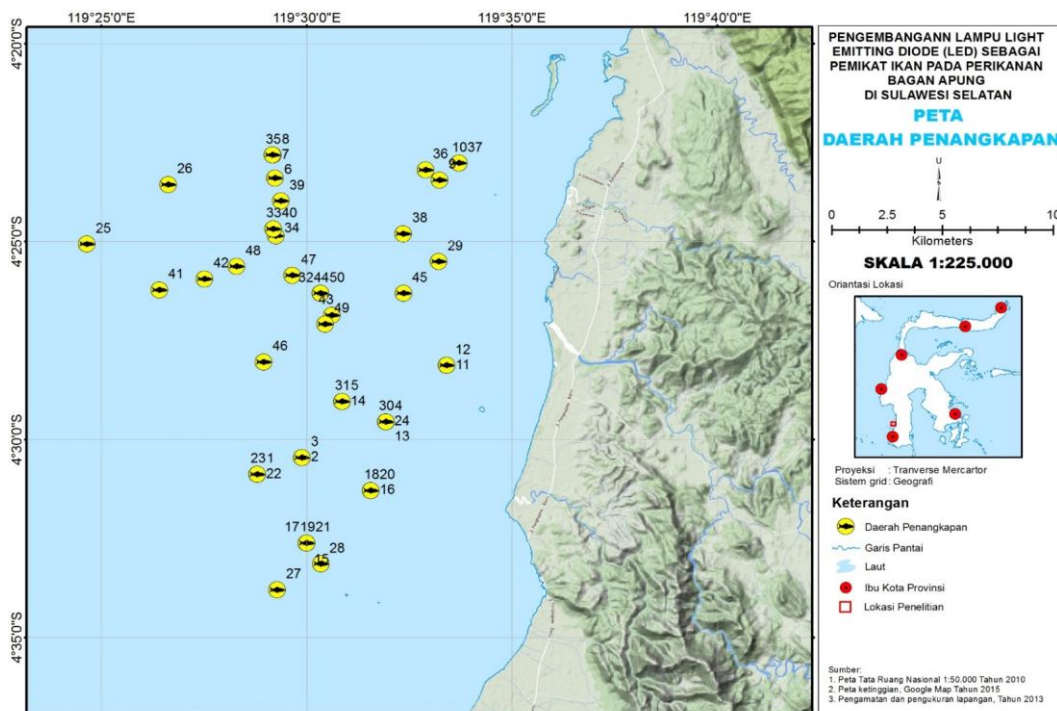 119°25'0"E 119°30'0"E 119°35'0"E 119°40'0"E
4°20'0"S
4°25'0"S
4°30'0"S
4°35'0"S
358
7
6
26
39
3340
34
25
36
1037
38
29
48
47
42
41
324450
45
43
49
46
12
11
315
14
304
24
13
3
2
231
22
1820
16
171921
28
15
27
PENGEMBANGANN LAMPU LIGHT
EMITTING DIODE (LED) SEBAGAI
PEMIKAT IKAN PADA PERIKANAN
BAGAN APUNG
DI SULAWESI SELATAN
PETA
DAERAH PENANGKAPAN
U
0 2.5 5 10
Kilometers
SKALA 1:225.000
Oriantasi Lokasi
Proyeksi : Tranverse Mercartor
Sistem grid : Geografi
Keterangan
Daerah Penangkapan
Garis Pantai
Laut
Ibu Kota Provinsi
Lokasi Penelitian
Sumber:
1. Peta Tata Ruang Nasional 1:50.000 Tahun 2010
2. Peta ketinggian, Google Map Tahun 2015
3. Pengamatan dan pengukuran lapangan, Tahun 2013